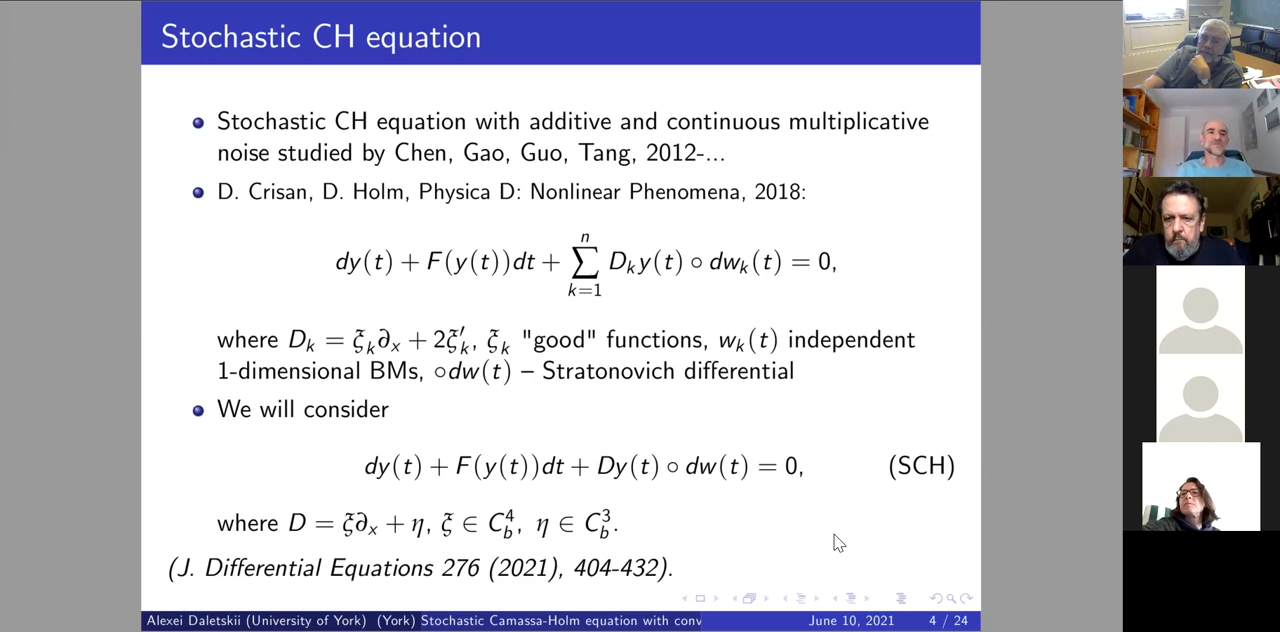 Stochastic CH equation
Stochastic CH equation with additive and continuous multiplicative
noise studied by Chen, Gao, Guo, Tang, 2012-...
D. Crisan, D. Holm, Physica D: Nonlinear Phenomena, 2018:
n
dy(t) + F(y(t))dt + ∑ D_k y(t) ∘ dw_k(t) = 0,
k=1
where D_k = ξ_k ∂_x + 2ξ′_k, ξ_k "good" functions, w_k(t) independent
1-dimensional BMs, ∘dw(t) – Stratonovich differential
We will consider
dy(t) + F(y(t))dt + Dy(t) ∘ dw(t) = 0, (SCH)
where D = ξ∂_x + η, ξ ∈ C_b^4, η ∈ C_b^3.
(J. Differential Equations 276 (2021), 404-432).
Alexei Daletskii (University of York) (York) Stochastic Camassa-Holm equation with conv June 10, 2021 4 / 24